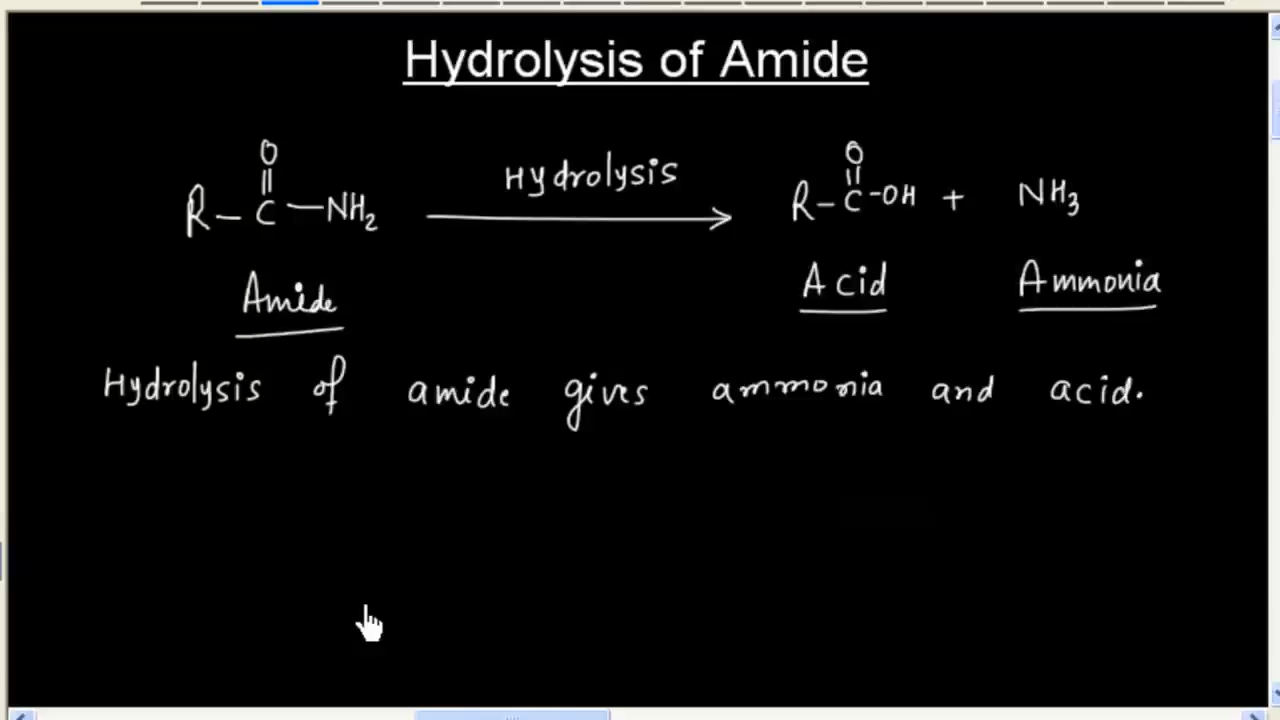 Hydrolysis of Amide
O O
|| ||
R – C – NH₂ Hydrolysis ⟶ R – C – OH + NH₃
Amide Acid Ammonia
Hydrolysis of amide gives ammonia and acid.